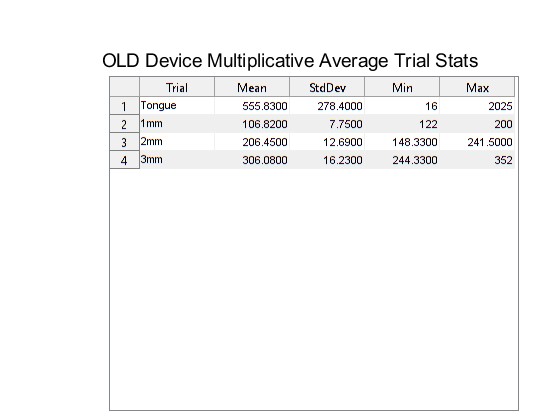 OLD Device Multiplicative Average Trial Stats
Trial Mean StdDev Min Max
1 Tongue 555.8300 278.4000 16 2025
2 1mm 106.8200 7.7500 122 200
3 2mm 206.4500 12.6900 148.3300 241.5000
4 3mm 306.0800 16.2300 244.3300 352